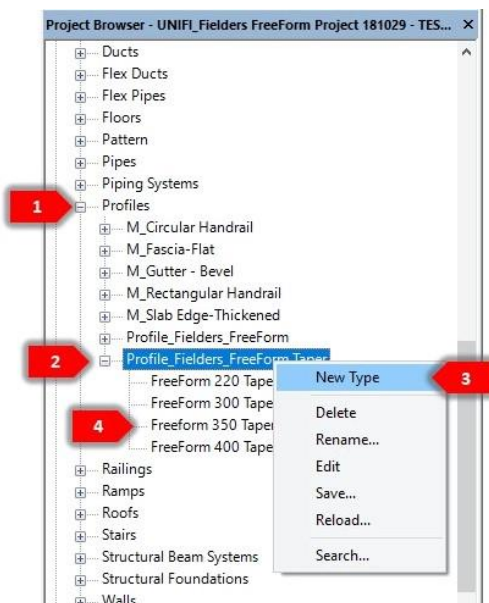 Project Browser - UNIFI_Fielders FreeForm Project 181029 - TES... ×
Ducts
Flex Ducts
Flex Pipes
Floors
Pattern
Pipes
Piping Systems
1 Profiles
M_Circular Handrail
M_Fascia-Flat
M_Gutter - Bevel
M_Rectangular Handrail
M_Slab Edge-Thickened
Profile_Fielders_FreeForm
2 Profile_Fielders_FreeForm Taper
FreeForm 220 Tape
New Type 3
FreeForm 300 Tape
Delete
4 Freeform 350 Taper
Rename...
FreeForm 400 Tape
Edit
Railings
Ramps
Save...
Roofs
Reload...
Stairs
Structural Beam Systems
Search...
Structural Foundations
Walls